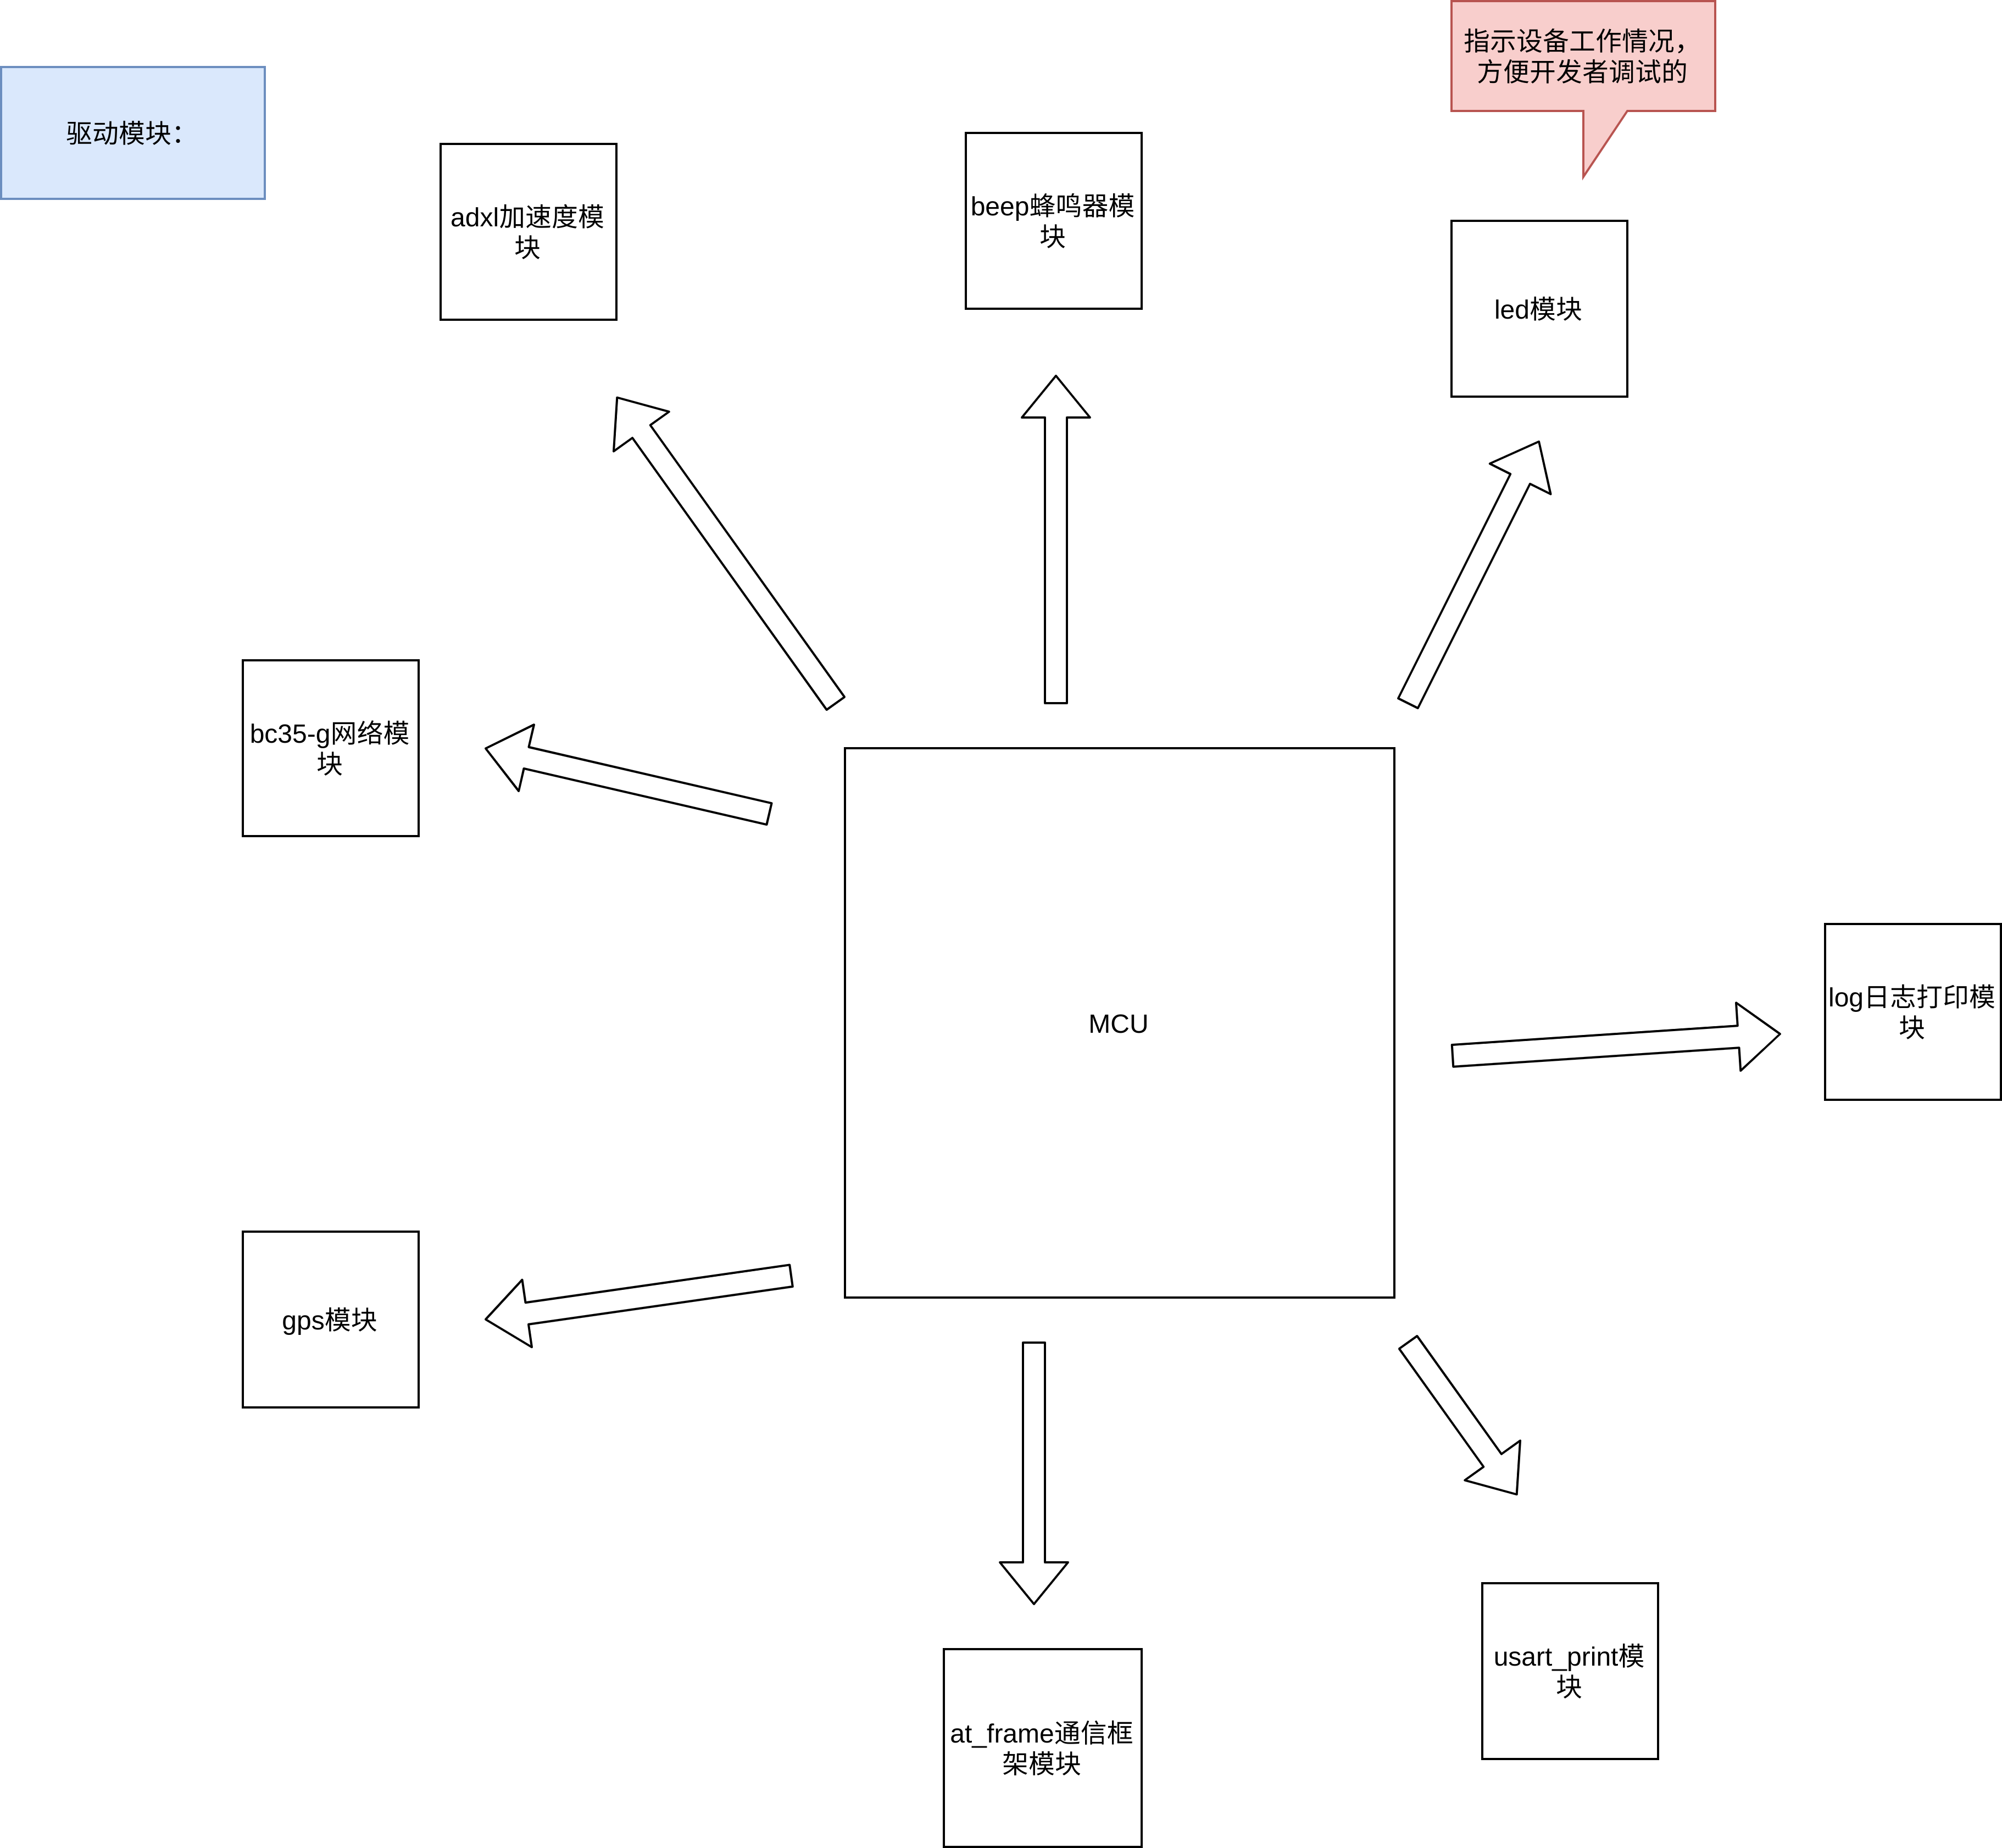 指示设备工作情况，
方便开发者调试的
驱动模块：
adxl加速度模
块
beep蜂鸣器模
块
led模块
bc35-g网络模
块
MCU
log日志打印模
块
gps模块
usart_print模
块
at_frame通信框
架模块